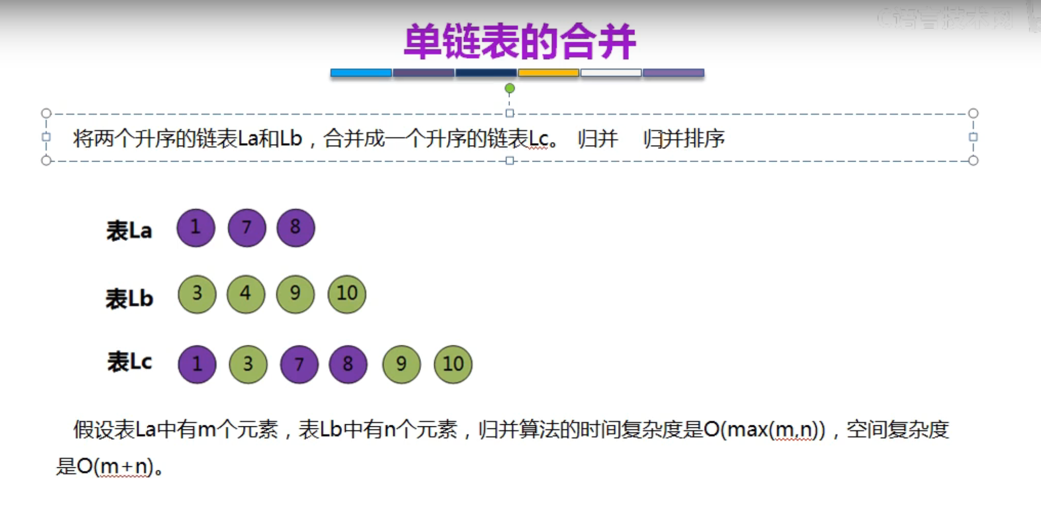 单链表的合并
将两个升序的链表La和Lb，合并成一个升序的链表Lc。 归并 归并排序
表La 1 7 8
表Lb 3 4 9 10
表Lc 1 3 7 8 9 10
假设表La中有m个元素，表Lb中有n个元素，归并算法的时间复杂度是O(max(m,n))，空间复杂度
是O(m+n)。